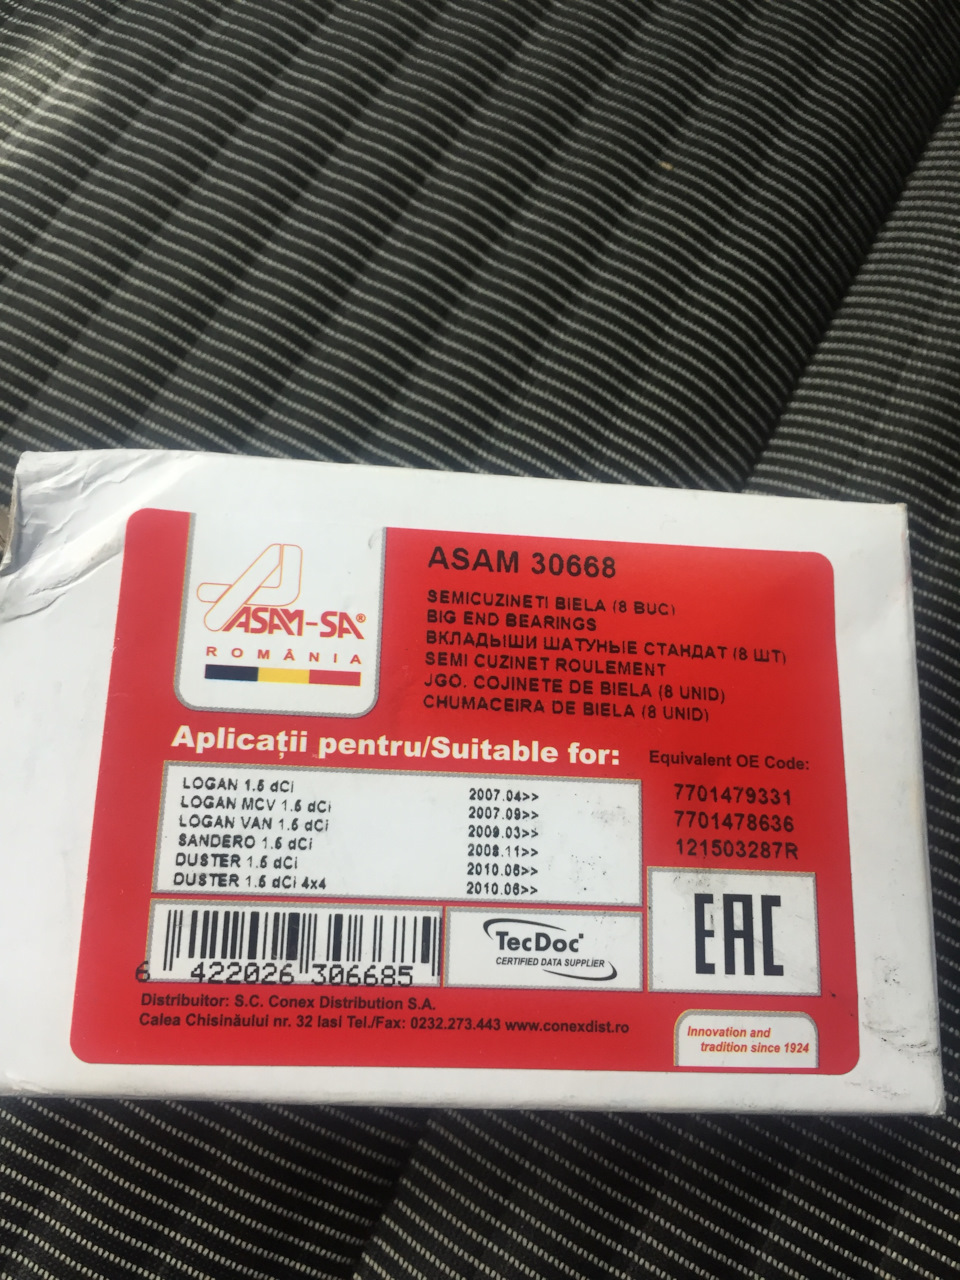 ASAM-SA®
ROMÂNIA
ASAM 30668
SEMICUZINETI BIELA (8 BUC)
BIG END BEARINGS
ВКЛАДЫШИ ШАТУНЫЕ СТАНДАТ (8 ШТ)
SEMI CUZINET ROULEMENT
JGO. COJINETE DE BIELA (8 UNID)
CHUMACEIRA DE BIELA (8 UNID)
Aplicații pentru/Suitable for:
LOGAN 1.5 dCi 2007.04>>
LOGAN MCV 1.5 dCi 2007.09>>
LOGAN VAN 1.5 dCi 2009.03>>
SANDERO 1.5 dCi 2008.11>>
DUSTER 1.5 dCi 2010.06>>
DUSTER 1.5 dCi 4x4 2010.06>>
Equivalent OE Code:
7701479331
7701478636
121503287R
6 422026 306685
TecDoc
CERTIFIED DATA SUPPLIER
EAC
Distribuitor: S.C. Conex Distribution S.A.
Calea Chisinăului nr. 32 Iasi Tel./Fax: 0232.273.443 www.conexdist.ro
Innovation and
tradition since 1924